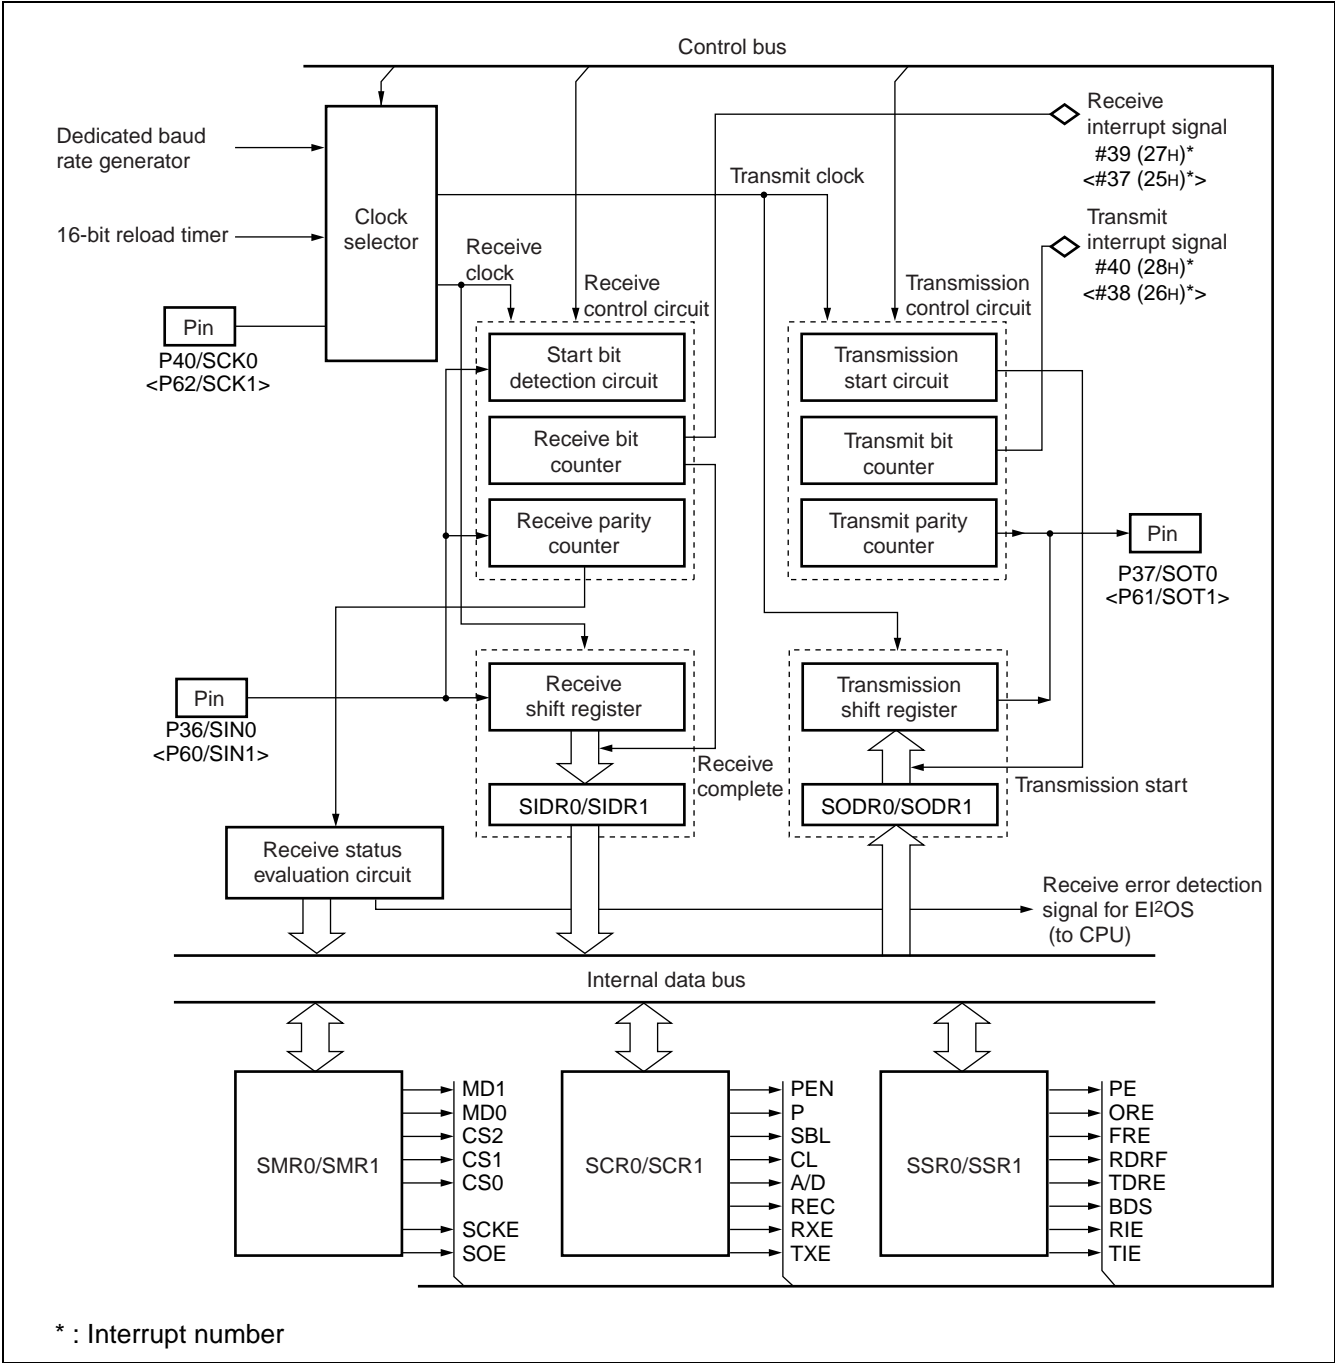 Control bus
Dedicated baud
rate generator
16-bit reload timer
Pin
P40/SCK0
<P62/SCK1>
Clock
selector
Receive
clock
Transmit clock
Receive
interrupt signal
#39 (27H)*
<#37 (25H)*>
Transmit
interrupt signal
#40 (28H)*
<#38 (26H)*>
Receive
control circuit
Start bit
detection circuit
Receive bit
counter
Receive parity
counter
Transmission
control circuit
Transmission
start circuit
Transmit bit
counter
Transmit parity
counter
Pin
P37/SOT0
<P61/SOT1>
Pin
P36/SIN0
<P60/SIN1>
Receive
shift register
Receive
complete
SIDR0/SIDR1
Transmission
shift register
Transmission start
SODR0/SODR1
Receive status
evaluation circuit
Receive error detection
signal for EI²OS
(to CPU)
Internal data bus
SMR0/SMR1
MD1
MD0
CS2
CS1
CS0
SCKE
SOE
SCR0/SCR1
PEN
P
SBL
CL
A/D
REC
RXE
TXE
SSR0/SSR1
PE
ORE
FRE
RDRF
TDRE
BDS
RIE
TIE
* : Interrupt number